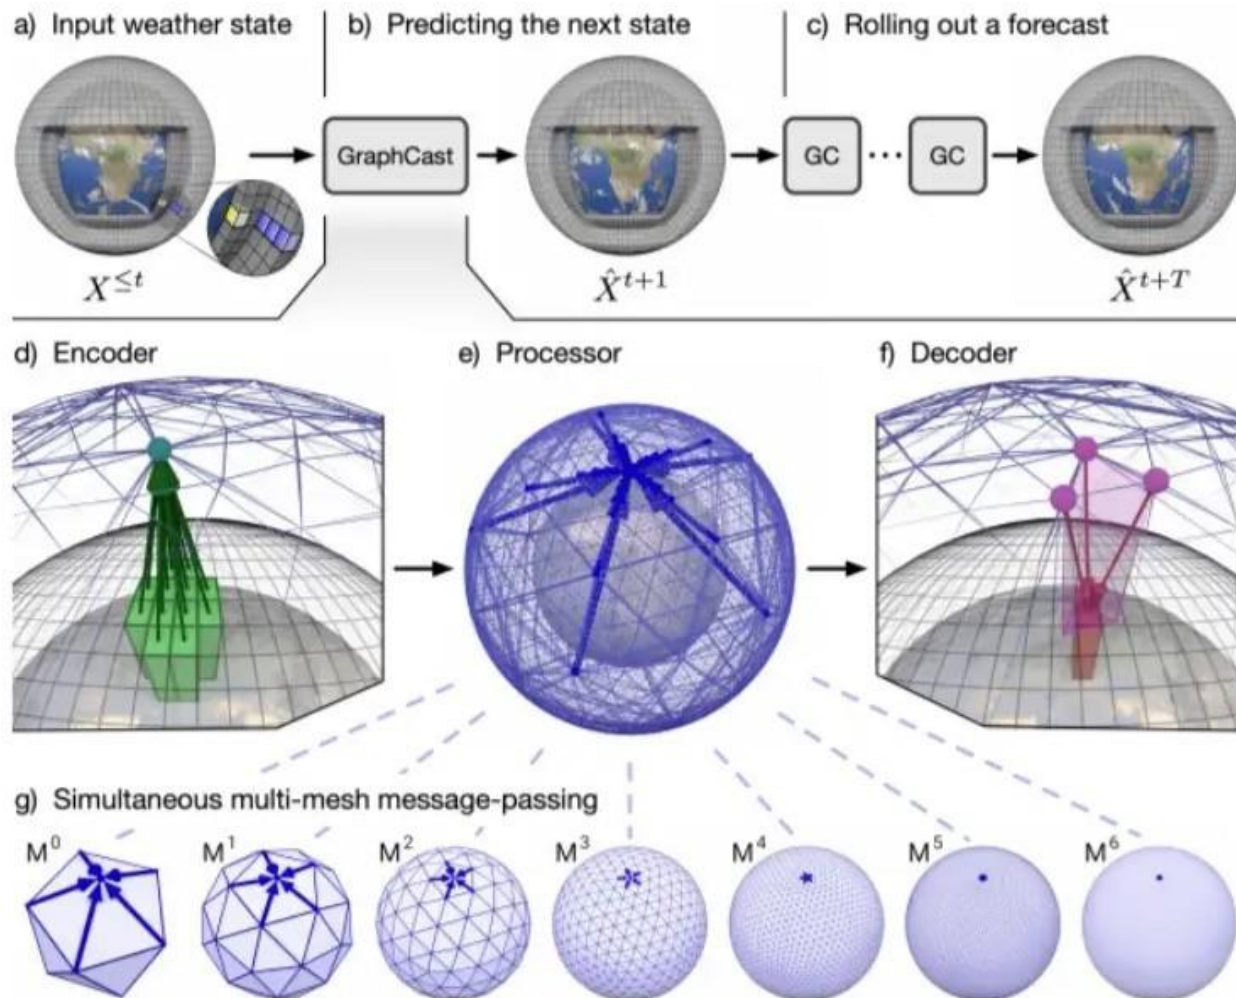 a) Input weather state
b) Predicting the next state
c) Rolling out a forecast
GraphCast
GC
...
GC
X^≤t
X̂^t+1
X̂^t+T
d) Encoder
e) Processor
f) Decoder
g) Simultaneous multi-mesh message-passing
M^0
M^1
M^2
M^3
M^4
M^5
M^6